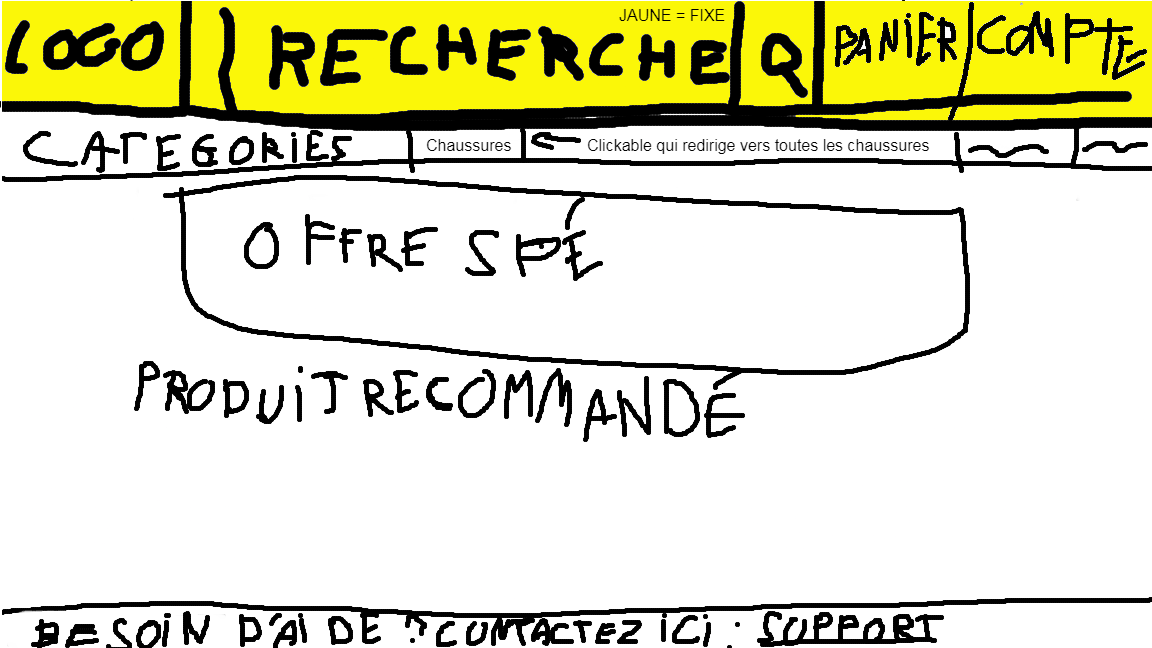 JAUNE = FIXE
LOGO RECHERCHE Q PANIER COMPTE
CATEGORIES Chaussures Clickable qui redirige vers toutes les chaussures
OFFRE SPÉ
PRODUIT RECOMMANDÉ
BESOIN D'AIDE ? CONTACTEZ ICI : SUPPORT